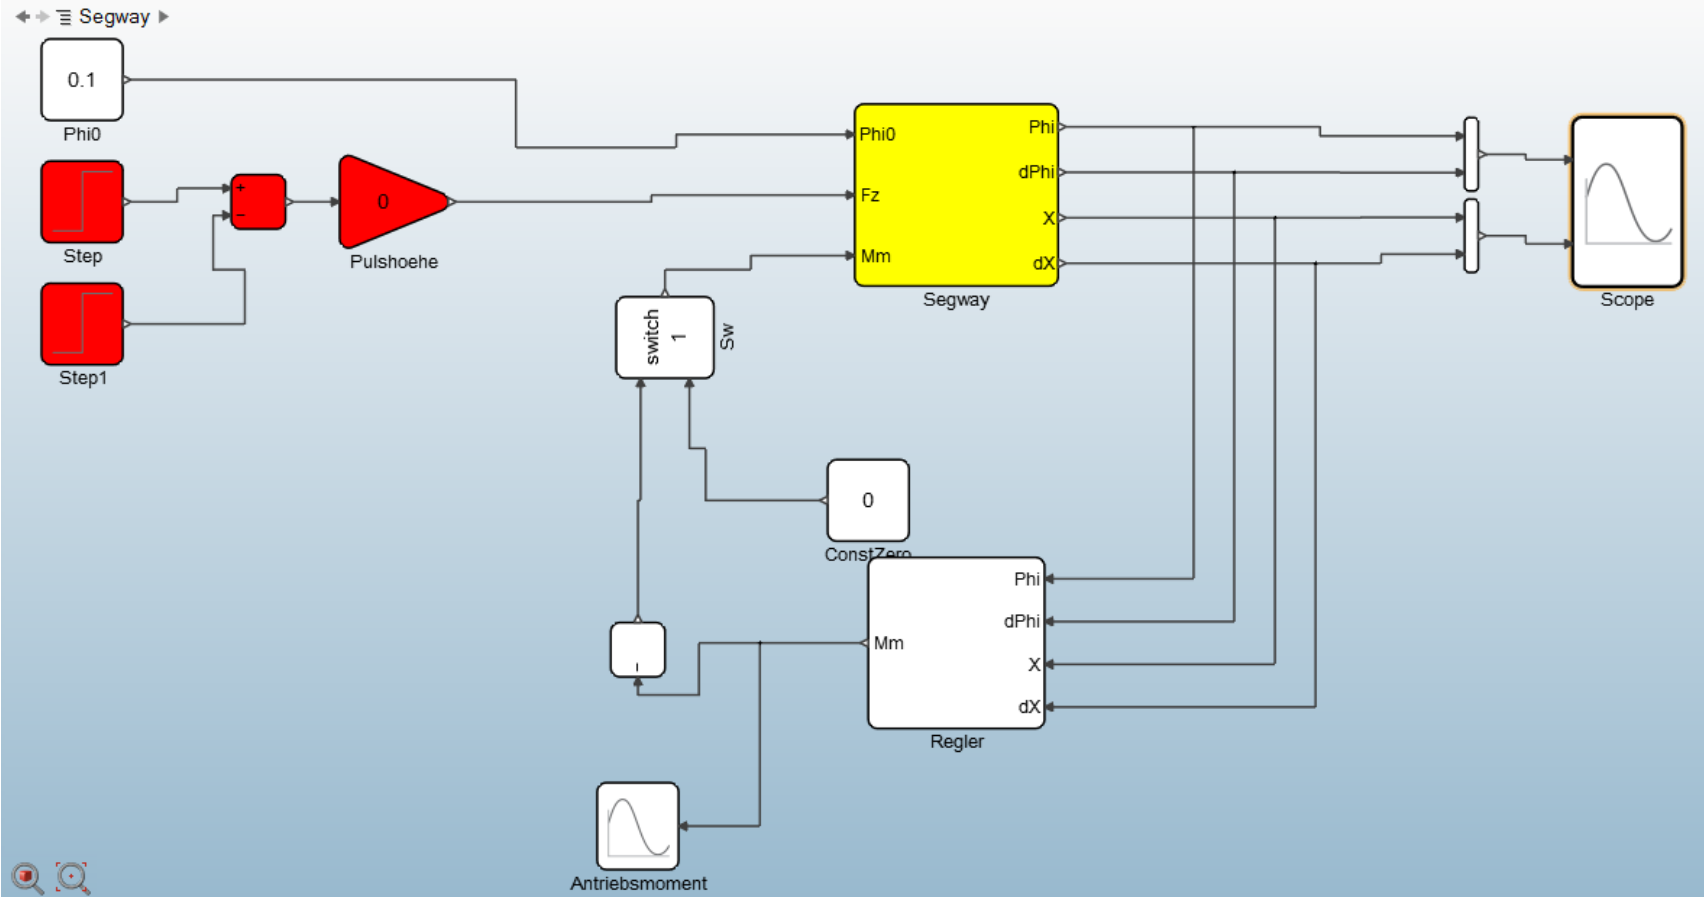 Segway
0.1
Phi0
Step
+
−
0
Pulshoehe
Step1
Phi0
Fz
Mm
Phi
dPhi
X
dX
Segway
Scope
switch
1
Sw
0
ConstZero
−
Mm
Phi
dPhi
X
dX
Regler
Antriebsmoment